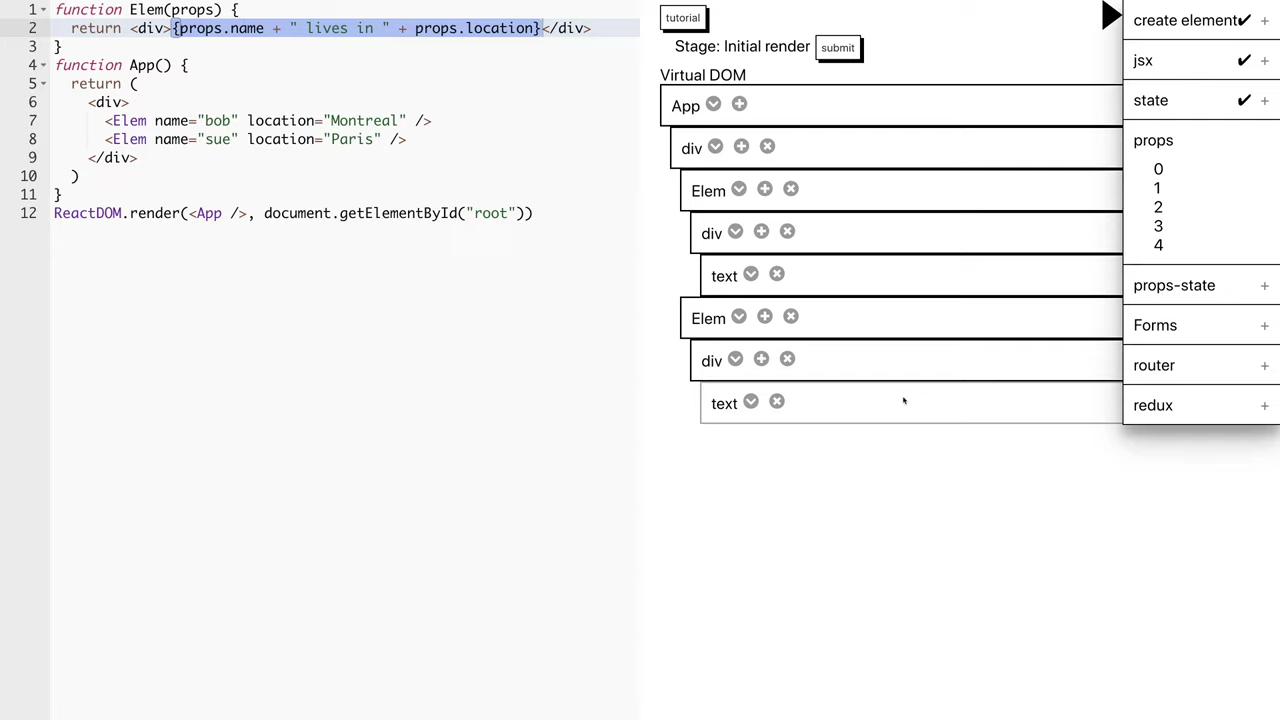 1 function Elem(props) {
2 return <div>{props.name + " lives in " + props.location}</div>
3 }
4 function App() {
5 return (
6 <div>
7 <Elem name="bob" location="Montreal" />
8 <Elem name="sue" location="Paris" />
9 </div>
10 )
11 }
12 ReactDOM.render(<App />, document.getElementById("root"))
tutorial
Stage: Initial render submit
Virtual DOM
App
div
Elem
div
text
Elem
div
text
create element✔ +
jsx ✔ +
state ✔ +
props
0
1
2
3
4
props-state +
Forms +
router +
redux +